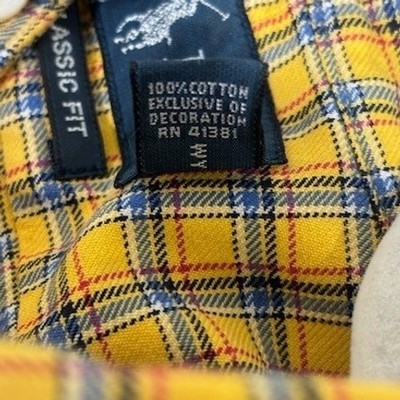 ASSIC FIT
100% COTTON
EXCLUSIVE OF
DECORATION
RN 41381